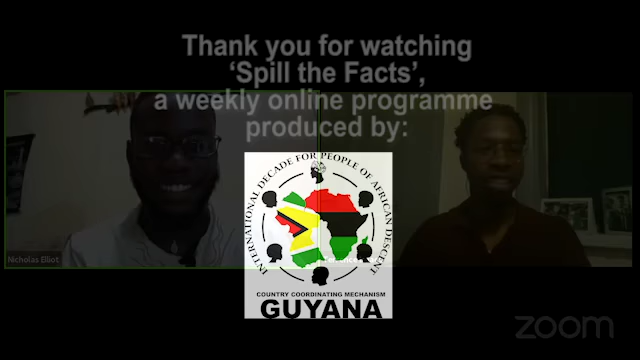 Thank you for watching
‘Spill the Facts’,
a weekly online programme
produced by:
INTERNATIONAL DECADE FOR PEOPLE OF AFRICAN DESCENT
Nicholas Elliot
COUNTRY COORDINATING MECHANISM
GUYANA
zoom